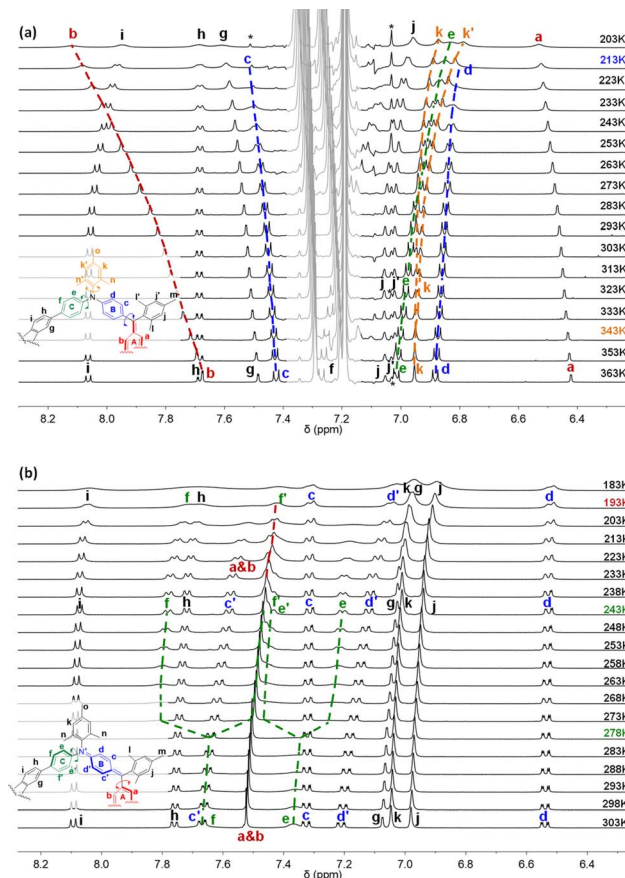 (a)
b i h g * c j k e k' d a
203K
213K
223K
233K
243K
253K
263K
273K
283K
293K
303K
313K
323K
333K
343K
353K
363K
o
k' k
n' n
f e N d c l' j' m
i h C B
g b A a l j
j j' e k
i h b g c f j j' * e k d a
8.2 8.0 7.8 7.6 7.4 7.2 7.0 6.8 6.6 6.4
δ (ppm)
(b)
i f h f' c d' k g j d
a&b
183K
193K
203K
213K
223K
233K
238K
243K
248K
253K
258K
263K
268K
273K
278K
283K
288K
293K
298K
303K
i f h c' f' e' c e d' g k j d
o
k
n n
f e N⁺ d c l m
i h C B j
g f' e' d' c' b A a
i h c' f a&b e c d' g k j d
8.2 8.0 7.8 7.6 7.4 7.2 7.0 6.8 6.6
δ (ppm)